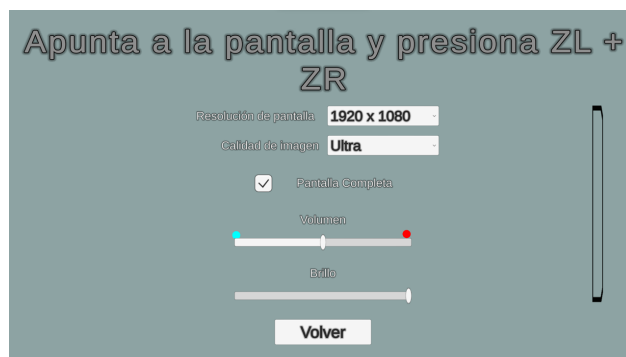 Apunta a la pantalla y presiona ZL +
ZR
Resolución de pantalla 1920 x 1080
Calidad de imagen Ultra
Pantalla Completa
Volumen
Brillo
Volver